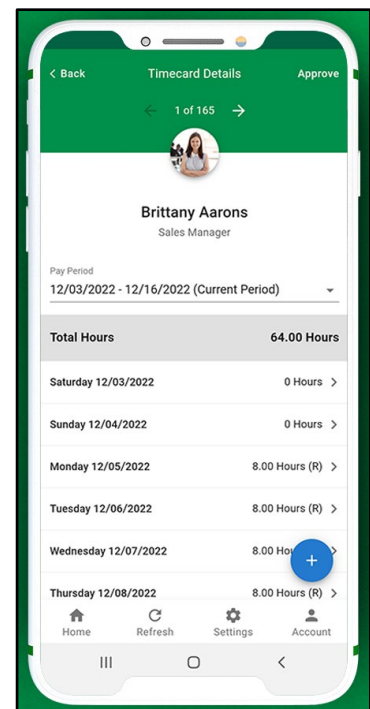 < Back Timecard Details Approve
← 1 of 165 →
Brittany Aarons
Sales Manager
Pay Period
12/03/2022 - 12/16/2022 (Current Period)
Total Hours 64.00 Hours
Saturday 12/03/2022 0 Hours >
Sunday 12/04/2022 0 Hours >
Monday 12/05/2022 8.00 Hours (R) >
Tuesday 12/06/2022 8.00 Hours (R) >
Wednesday 12/07/2022 8.00 >
+
Thursday 12/08/2022 8.00 Hours (R) >
Home Refresh Settings Account